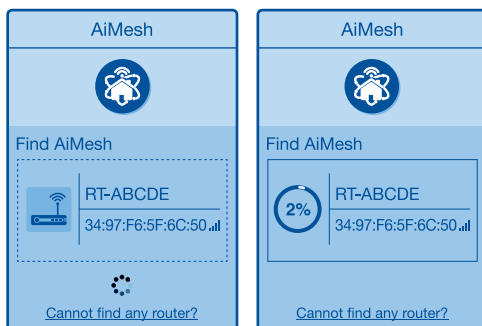 AiMesh
Find AiMesh
RT-ABCDE
34:97:F6:5F:6C:50
Cannot find any router?
AiMesh
Find AiMesh
2%
RT-ABCDE
34:97:F6:5F:6C:50
Cannot find any router?